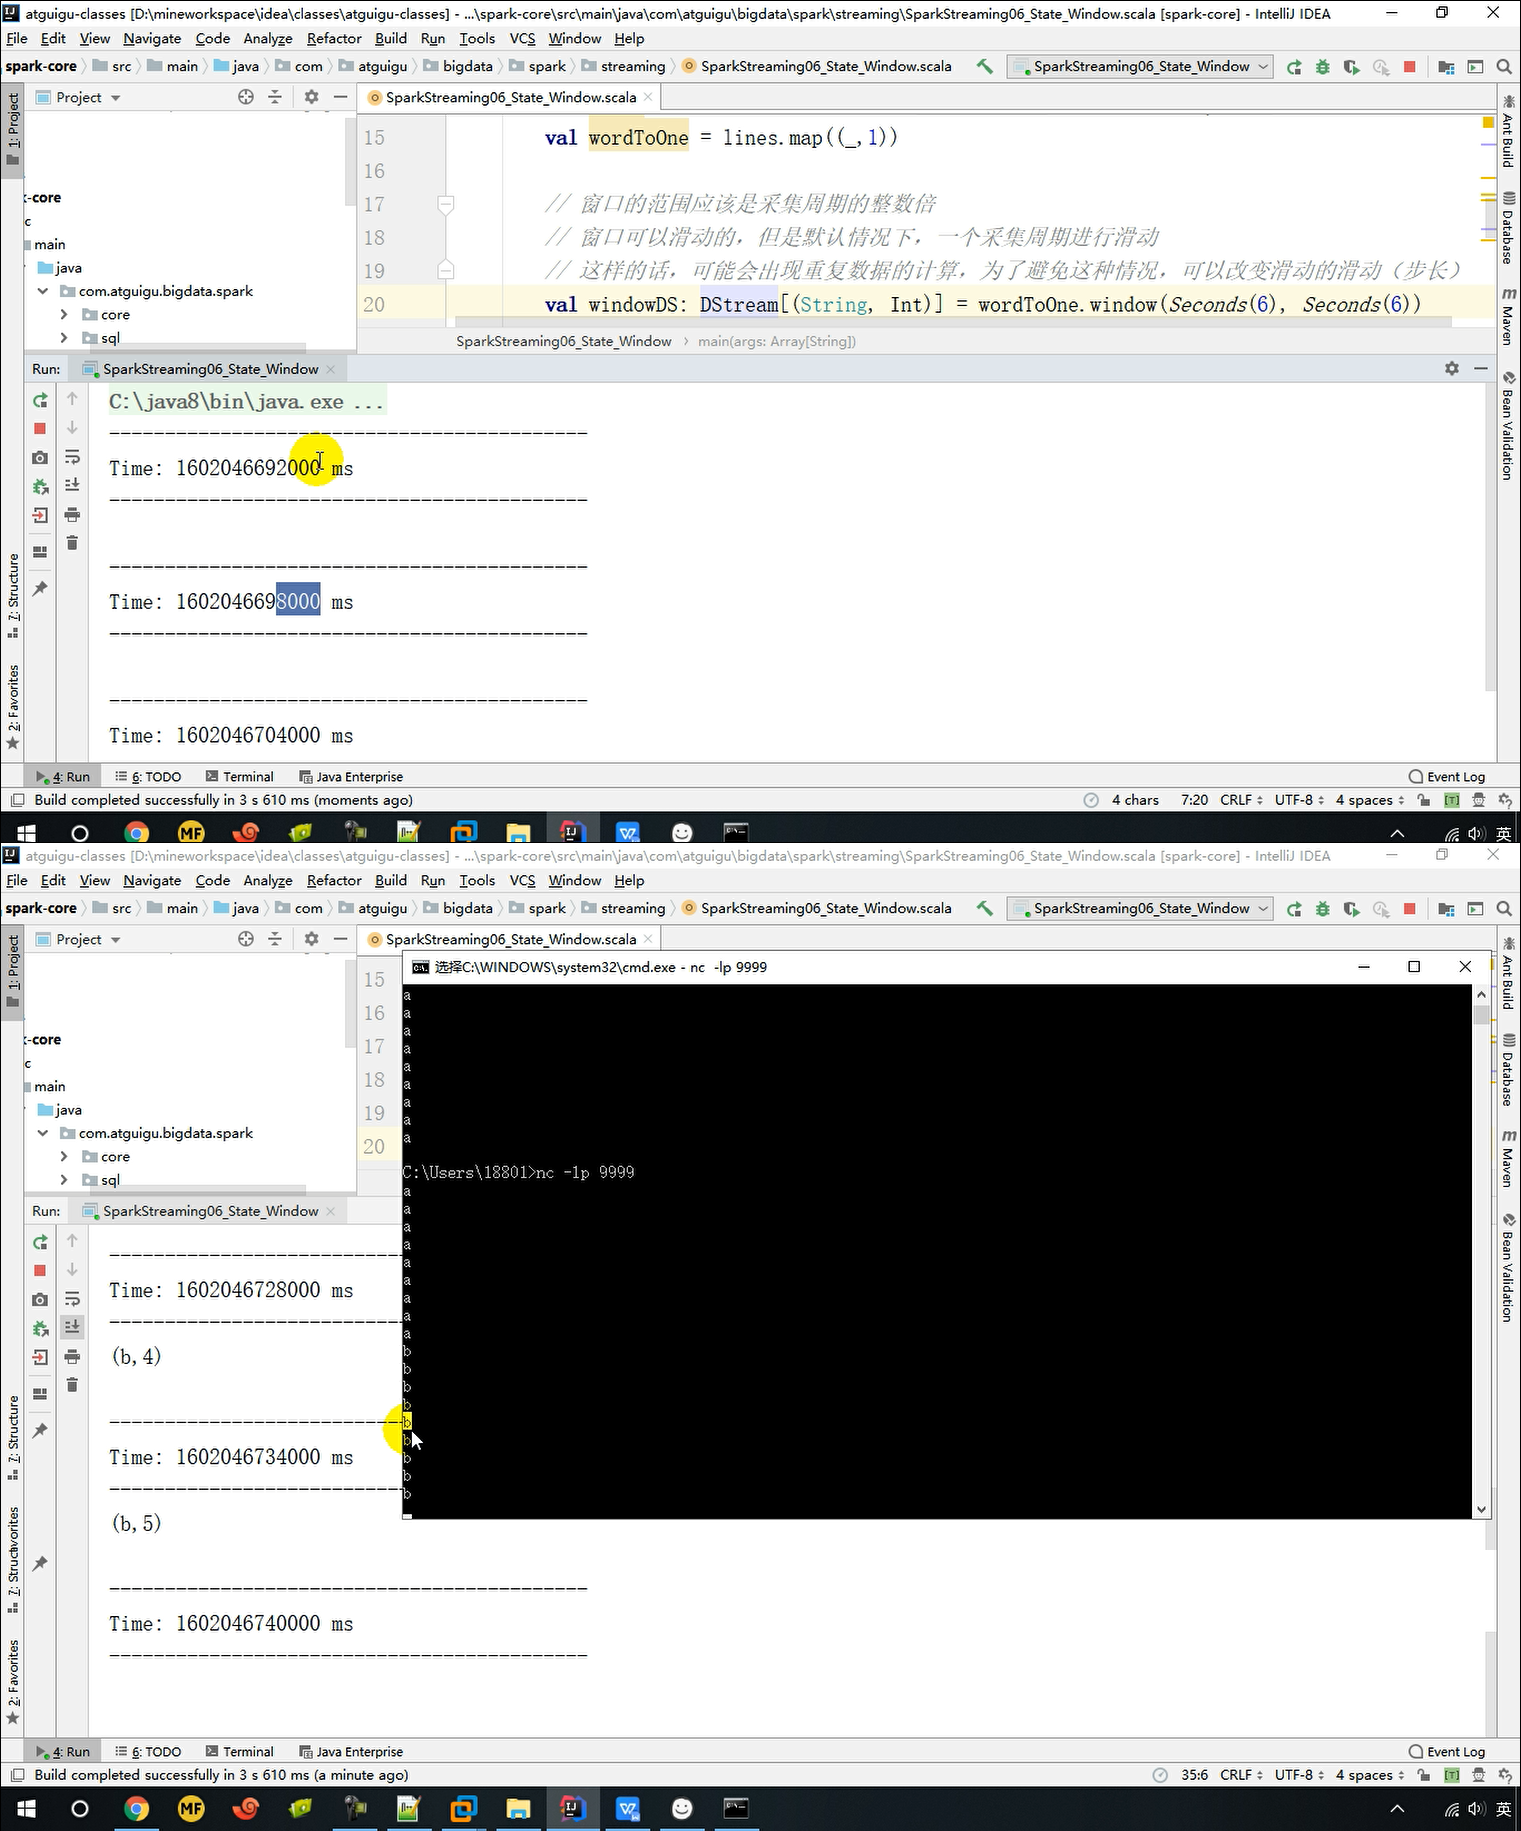 atguigu-classes [D:\mineworkspace\idea\classes\atguigu-classes] - ...\spark-core\src\main\java\com\atguigu\bigdata\spark\streaming\SparkStreaming06_State_Window.scala [spark-core] - IntelliJ IDEA
File Edit View Navigate Code Analyze Refactor Build Run Tools VCS Window Help
spark-core src main java com atguigu bigdata spark streaming SparkStreaming06_State_Window.scala SparkStreaming06_State_Window
Project SparkStreaming06_State_Window.scala
1: Project
Ant Build
Database
Maven
Bean Validation
-core
c
main
java
com.atguigu.bigdata.spark
core
sql
15 val wordToOne = lines.map((_,1))
16
17 // 窗口的范围应该是采集周期的整数倍
18 // 窗口可以滑动的，但是默认情况下，一个采集周期进行滑动
19 // 这样的话，可能会出现重复数据的计算，为了避免这种情况，可以改变滑动的滑动（步长）
20 val windowDS: DStream[(String, Int)] = wordToOne.window(Seconds(6), Seconds(6))
SparkStreaming06_State_Window main(args: Array[String])
Run: SparkStreaming06_State_Window
C:\java8\bin\java.exe ...
-------------------------------------------
Time: 1602046692000 ms
-------------------------------------------
-------------------------------------------
Time: 1602046698000 ms
-------------------------------------------
-------------------------------------------
Time: 1602046704000 ms
7: Structure
2: Favorites
4: Run 6: TODO Terminal Java Enterprise Event Log
Build completed successfully in 3 s 610 ms (moments ago) 4 chars 7:20 CRLF UTF-8 4 spaces
MF 英
atguigu-classes [D:\mineworkspace\idea\classes\atguigu-classes] - ...\spark-core\src\main\java\com\atguigu\bigdata\spark\streaming\SparkStreaming06_State_Window.scala [spark-core] - IntelliJ IDEA
File Edit View Navigate Code Analyze Refactor Build Run Tools VCS Window Help
spark-core src main java com atguigu bigdata spark streaming SparkStreaming06_State_Window.scala SparkStreaming06_State_Window
Project SparkStreaming06_State_Window.scala
1: Project
Ant Build
Database
Maven
Bean Validation
-core
c
main
java
com.atguigu.bigdata.spark
core
sql
15
16
17
18
19
20
选择C:\WINDOWS\system32\cmd.exe - nc -lp 9999
a
a
a
a
a
a
a
a
a
C:\Users\18801>nc -lp 9999
a
a
a
a
a
a
a
a
a
b
b
b
b
b
b
b
b
b
Run: SparkStreaming06_State_Window
-------------------------------------------
Time: 1602046728000 ms
-------------------------------------------
(b,4)
-------------------------------------------
Time: 1602046734000 ms
-------------------------------------------
(b,5)
-------------------------------------------
Time: 1602046740000 ms
-------------------------------------------
7: Structure
2: Favorites
4: Run 6: TODO Terminal Java Enterprise Event Log
Build completed successfully in 3 s 610 ms (a minute ago) 35:6 CRLF UTF-8 4 spaces
MF 英